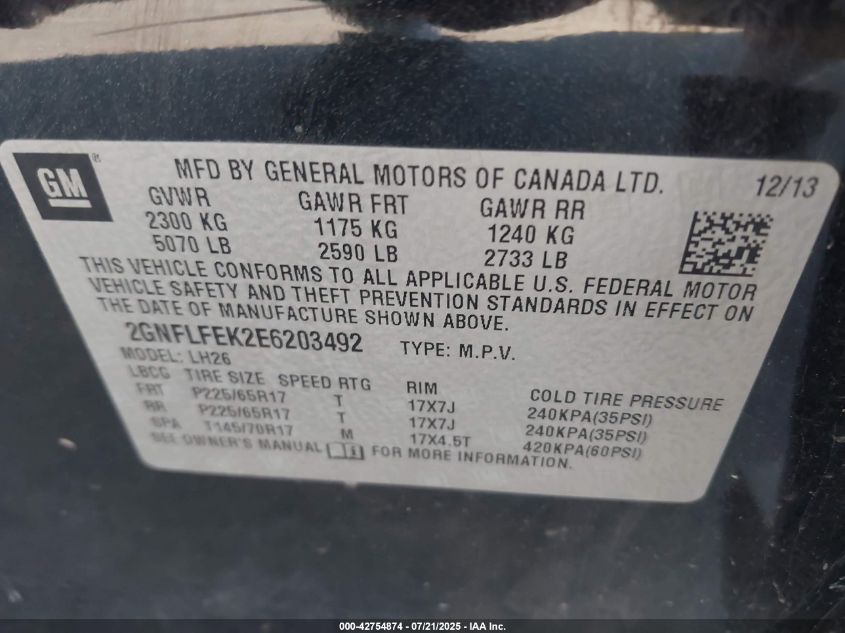 GM®
MFD BY GENERAL MOTORS OF CANADA LTD. 12/13
GVWR GAWR FRT GAWR RR
2300 KG 1175 KG 1240 KG
5070 LB 2590 LB 2733 LB
THIS VEHICLE CONFORMS TO ALL APPLICABLE U.S. FEDERAL MOTOR
VEHICLE SAFETY AND THEFT PREVENTION STANDARDS IN EFFECT ON
THE DATE OF MANUFACTURE SHOWN ABOVE.
2GNFLFEK2E6203492 TYPE: M.P.V.
MODEL: LH26
LBCG TIRE SIZE SPEED RTG RIM COLD TIRE PRESSURE
FRT P225/65R17 T 17X7J 240KPA(35PSI)
RR P225/65R17 T 17X7J 240KPA(35PSI)
SPA T145/70R17 M 17X4.5T 420KPA(60PSI)
SEE OWNER'S MANUAL FOR MORE INFORMATION.
000-42754874 / 07/21/2025 - IAA Inc.